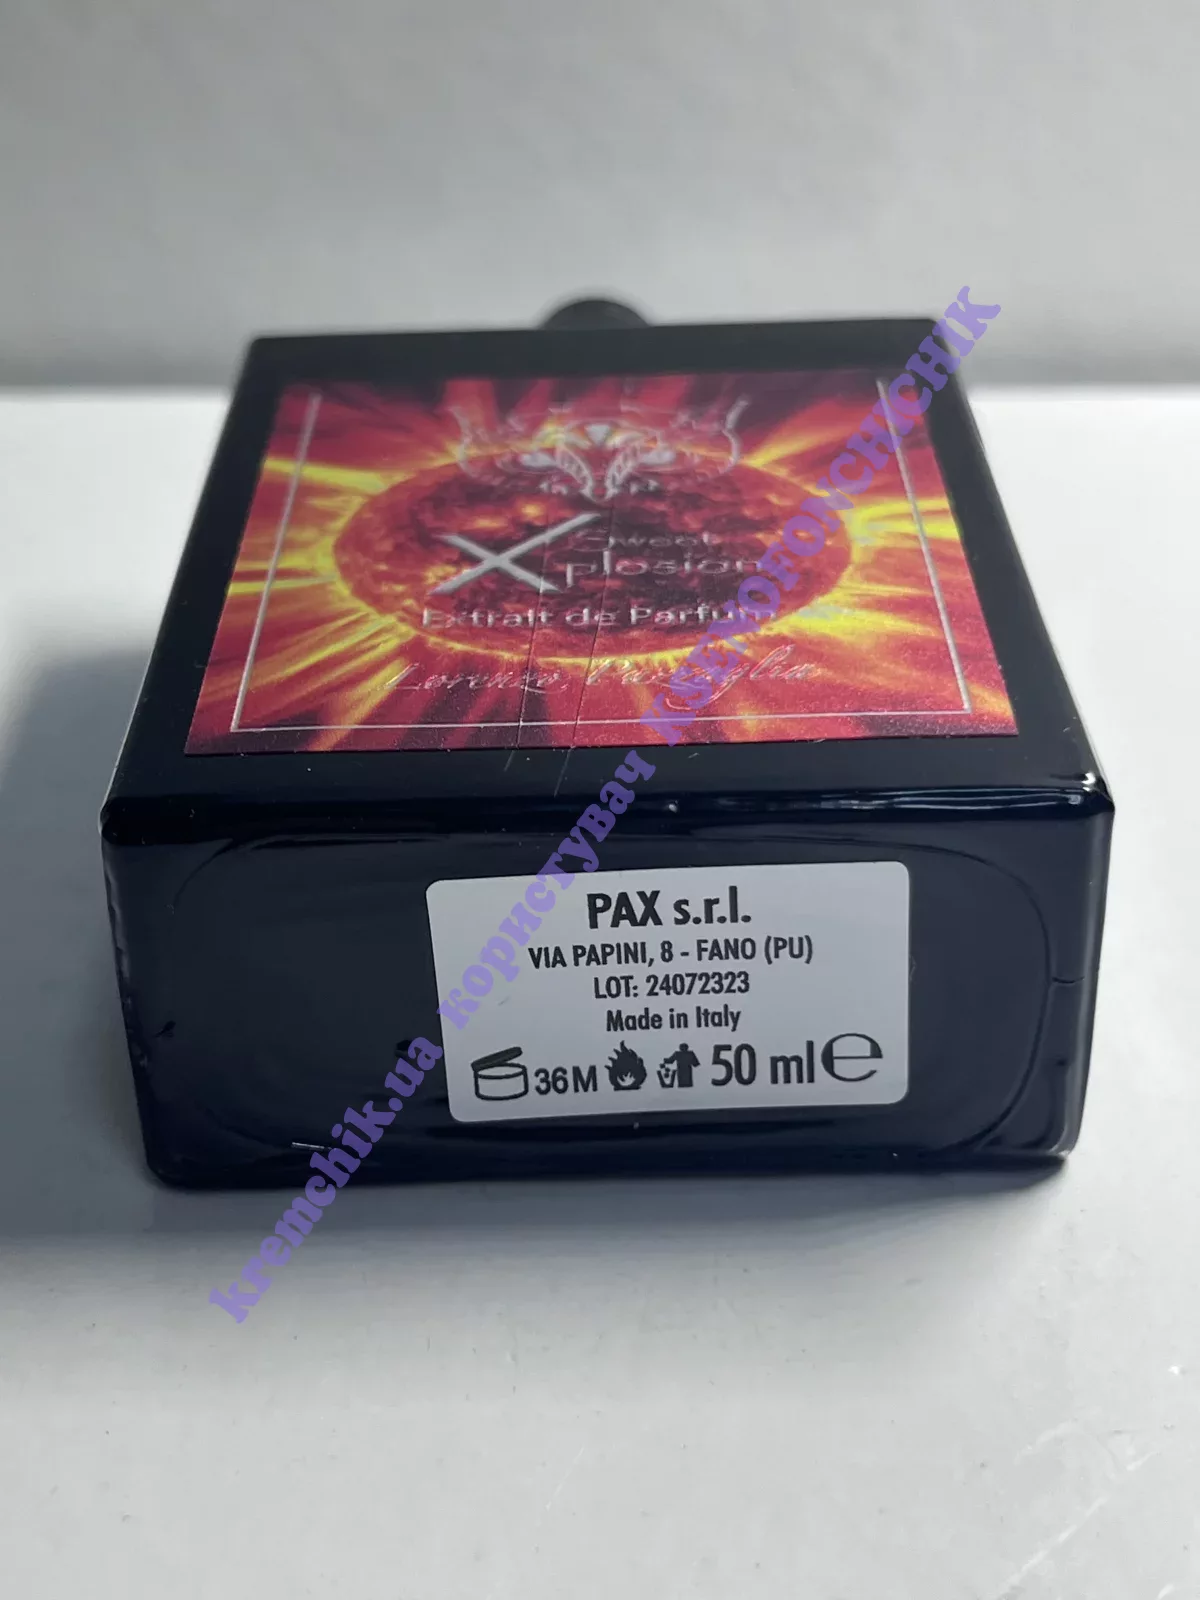 Sweet
Xplosion
Extrait de Parfum
Lorenzo Pazzaglia
PAX s.r.l.
VIA PAPINI, 8 - FANO (PU)
LOT: 24072323
Made in Italy
36M 50 ml e
kremchik.ua користувач KSENOFONCHICHIK